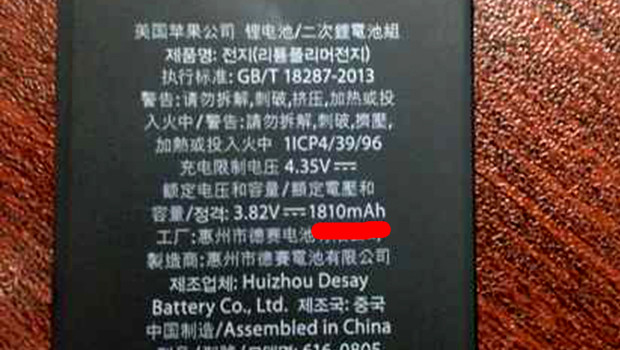 美国苹果公司 锂电池/二次鋰電池組
제품명: 전지(리튬폴리머전지)
执行标准: GB/T 18287-2013
警告:请勿拆解,刺破,挤压,加热或投
入火中/警告:請勿拆解,刺破,擠壓,
加熱或投入火中 1ICP4/39/96
充电限制电压 4.35V⎓
额定电压和容量/額定電壓和
容量/정격: 3.82V⎓1810mAh
工厂:惠州市德赛电池
製造商:惠州市德賽電池有限公司
제조업체: Huizhou Desay
Battery Co., Ltd. 제조국: 중국
中国制造/Assembled in China
616-0805